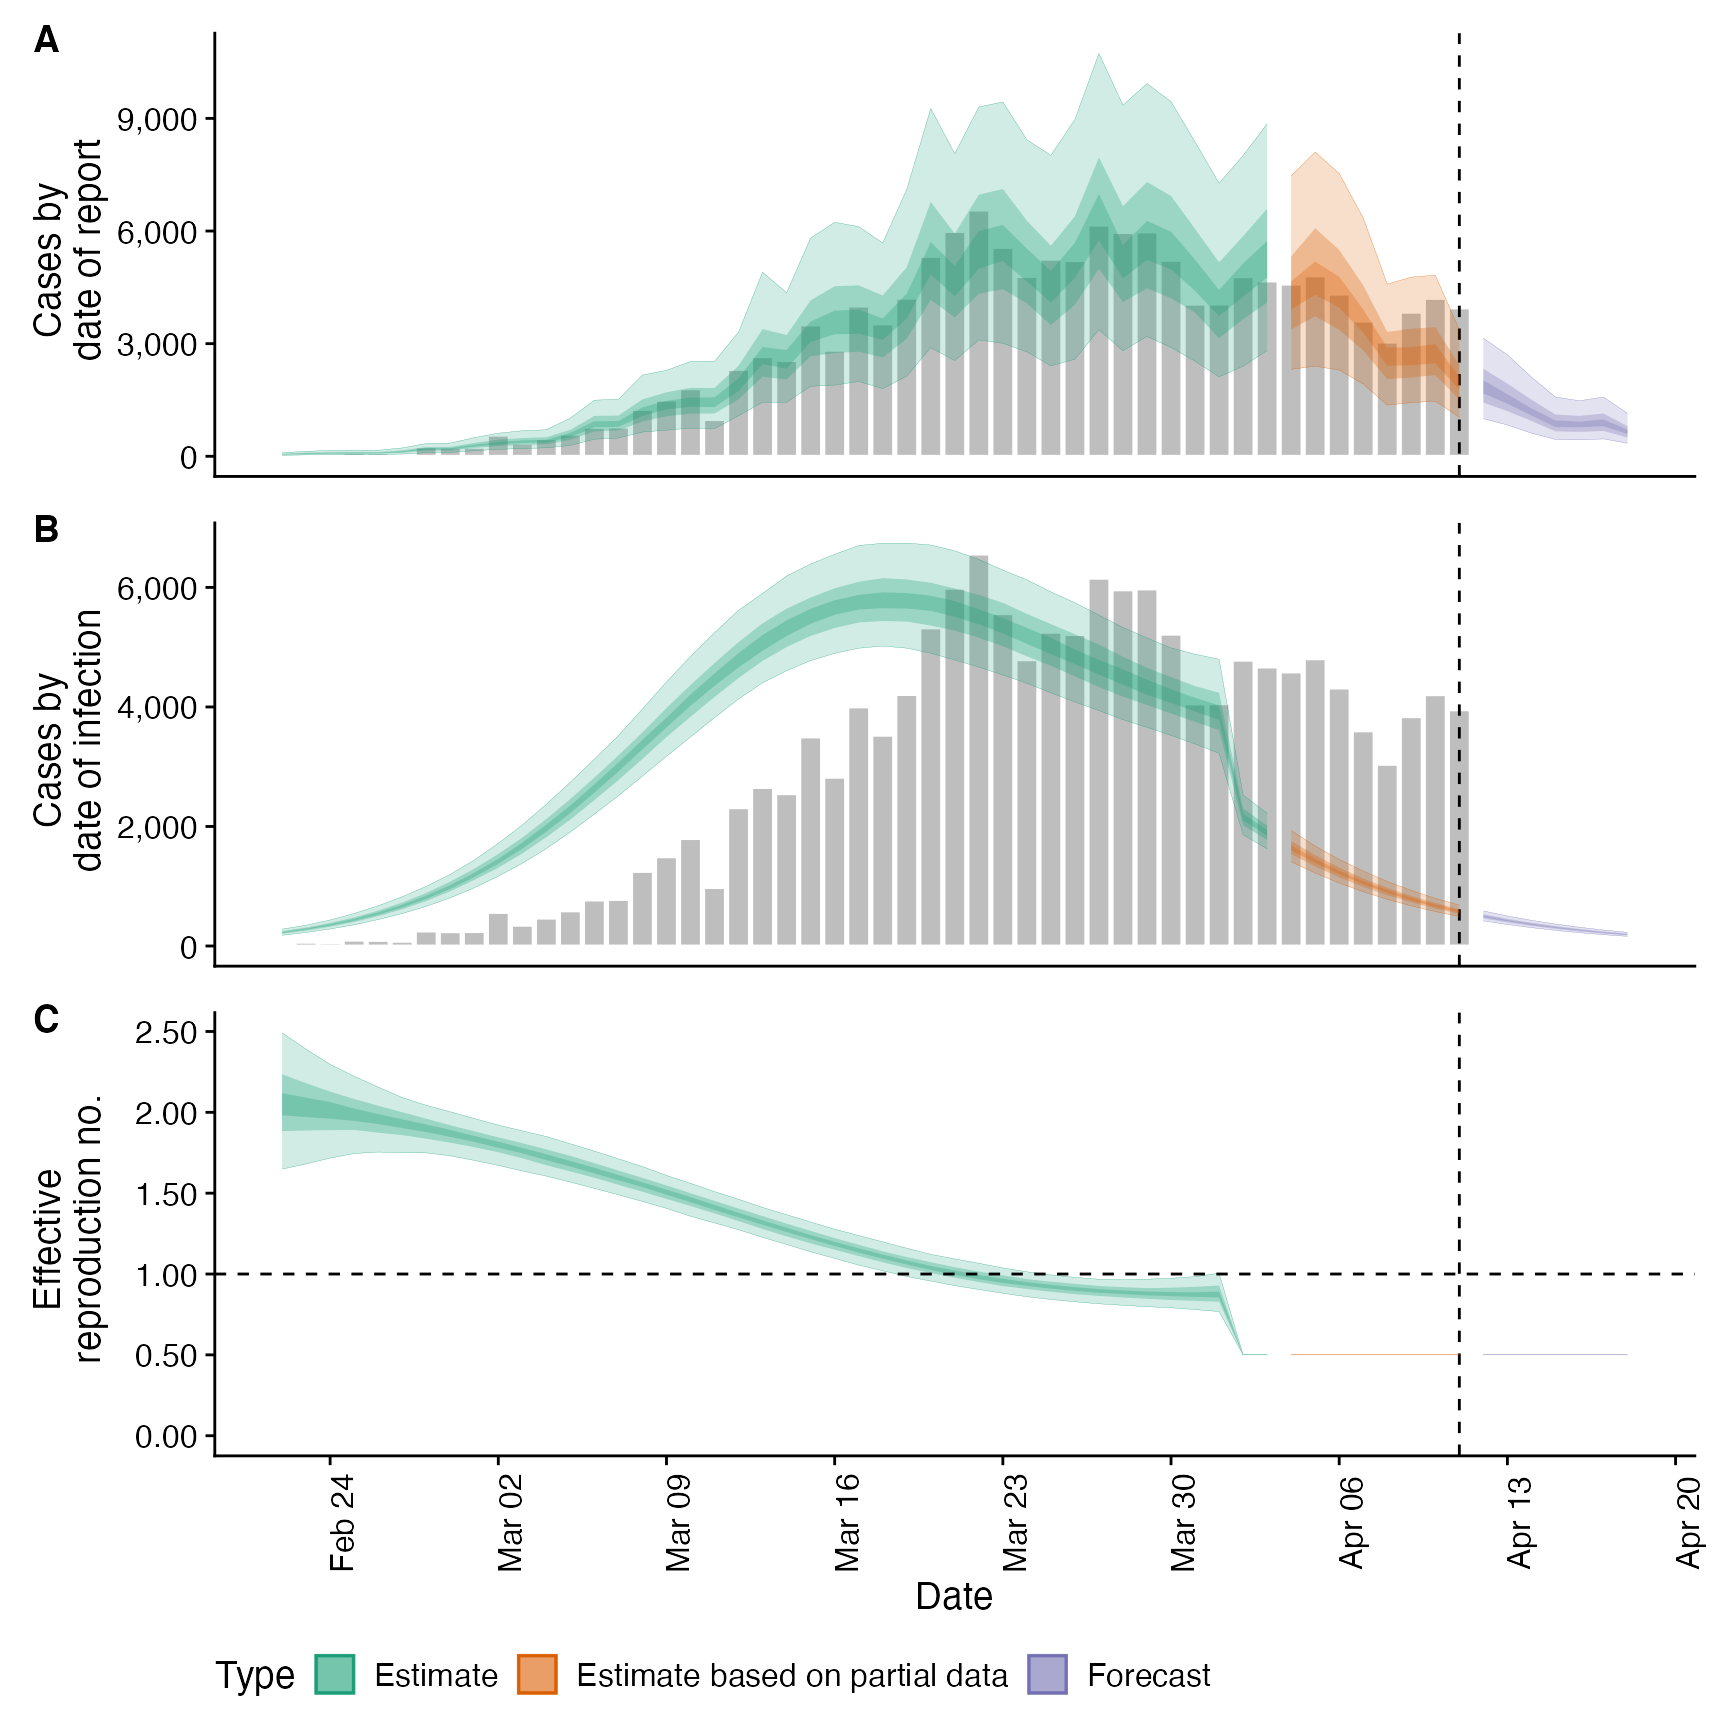 A
Cases by
date of report
9,000
6,000
3,000
0
B
Cases by
date of infection
6,000
4,000
2,000
0
C
Effective
reproduction no.
2.50
2.00
1.50
1.00
0.50
0.00
Feb 24
Mar 02
Mar 09
Mar 16
Mar 23
Mar 30
Apr 06
Apr 13
Apr 20
Date
Type Estimate Estimate based on partial data Forecast